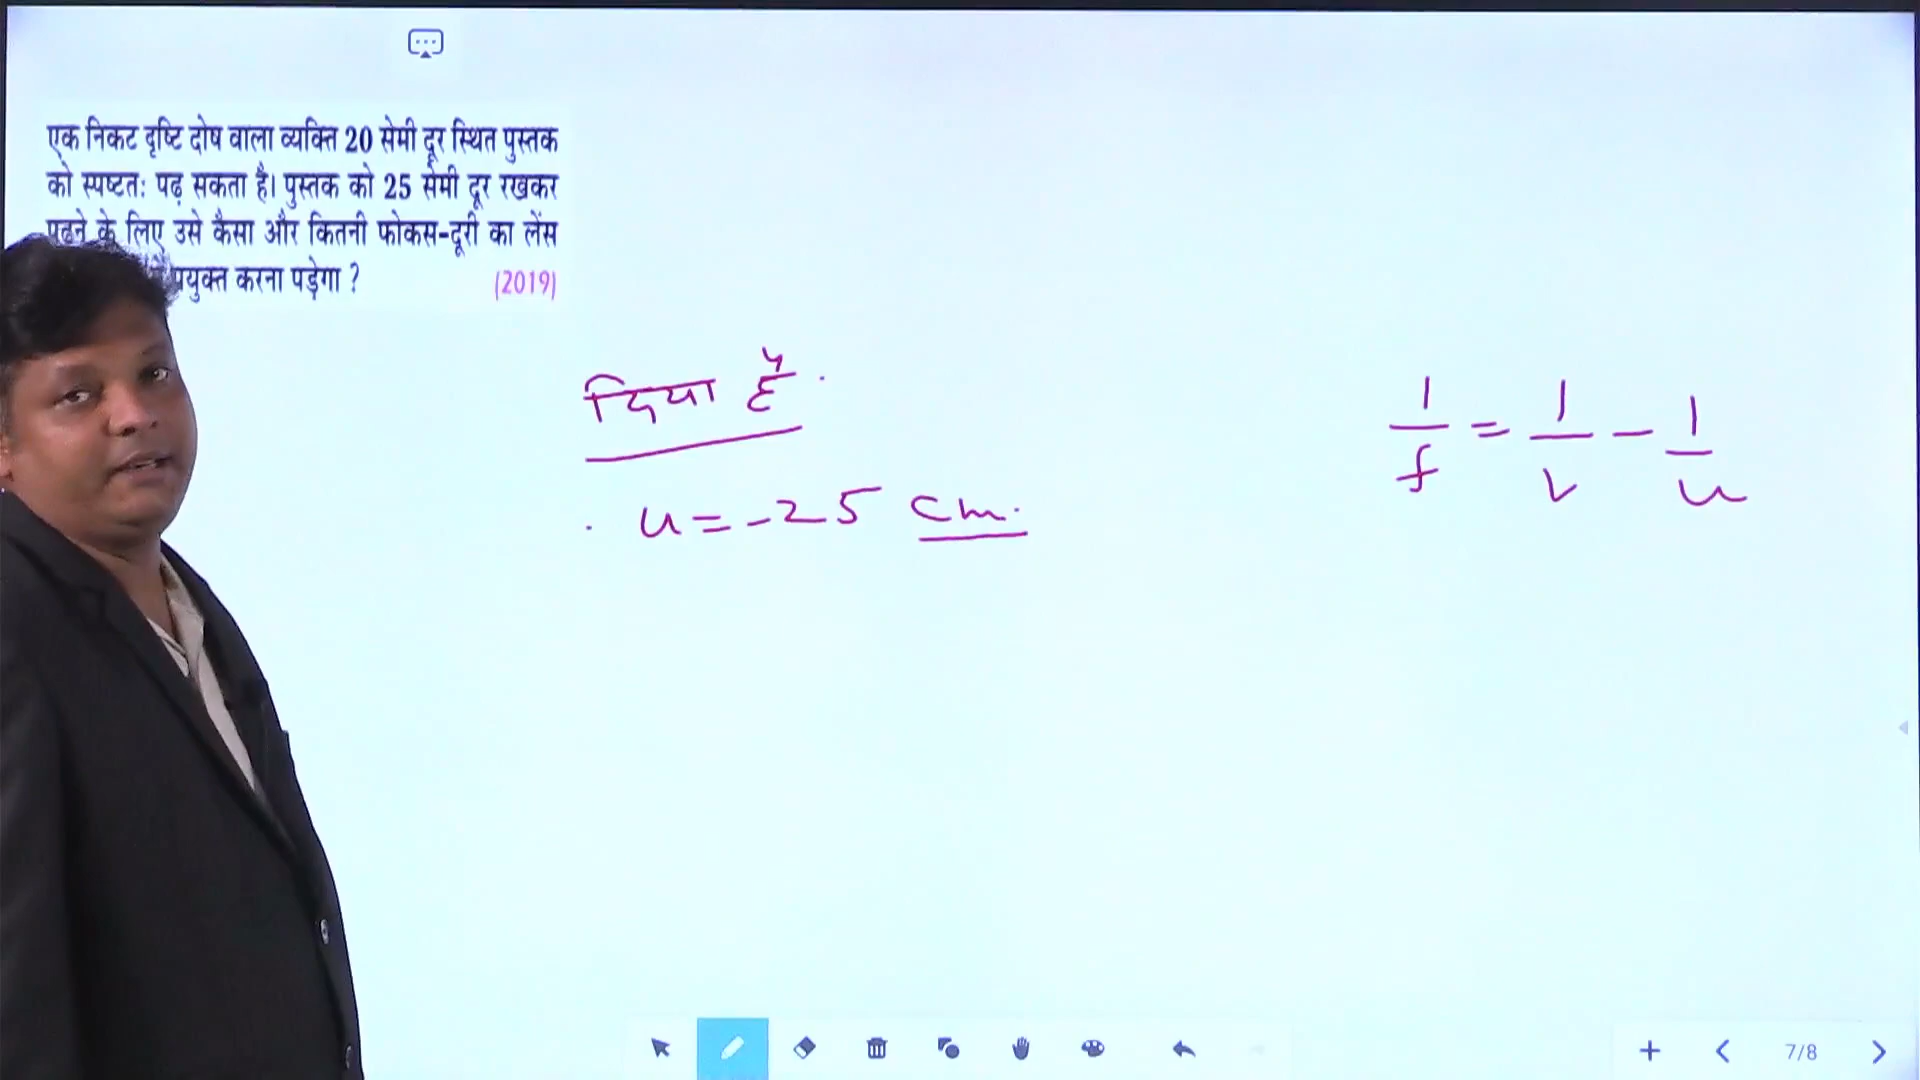 एक निकट दृष्टि दोष वाला व्यक्ति 20 सेमी दूर स्थित पुस्तक
को स्पष्टतः पढ़ सकता है। पुस्तक को 25 सेमी दूर रखकर
पढ़ने के लिए उसे कैसा और कितनी फोकस-दूरी का लेंस
प्रयुक्त करना पड़ेगा ? (2019)
दिया है
u = -25 cm.
1/f = 1/v - 1/u
7/8